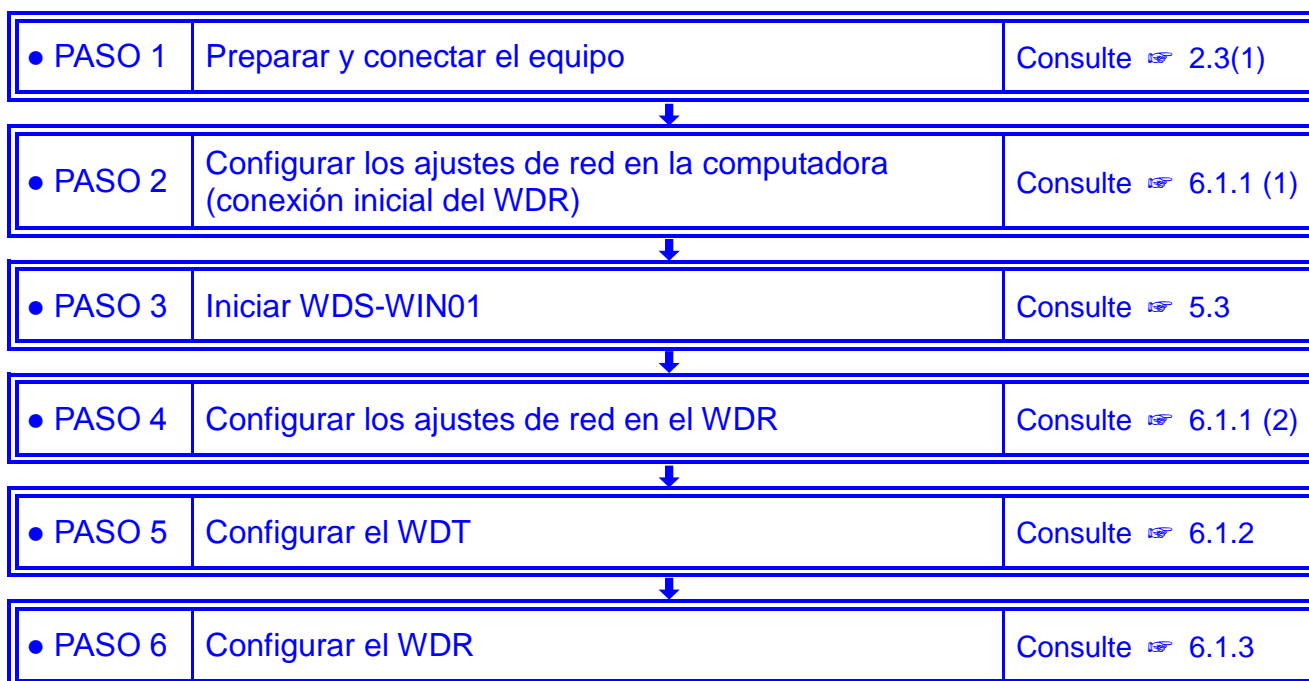 ● PASO 1 Preparar y conectar el equipo Consulte ☞ 2.3(1)
⬇
● PASO 2 Configurar los ajustes de red en la computadora
(conexión inicial del WDR) Consulte ☞ 6.1.1 (1)
⬇
● PASO 3 Iniciar WDS-WIN01 Consulte ☞ 5.3
⬇
● PASO 4 Configurar los ajustes de red en el WDR Consulte ☞ 6.1.1 (2)
⬇
● PASO 5 Configurar el WDT Consulte ☞ 6.1.2
⬇
● PASO 6 Configurar el WDR Consulte ☞ 6.1.3